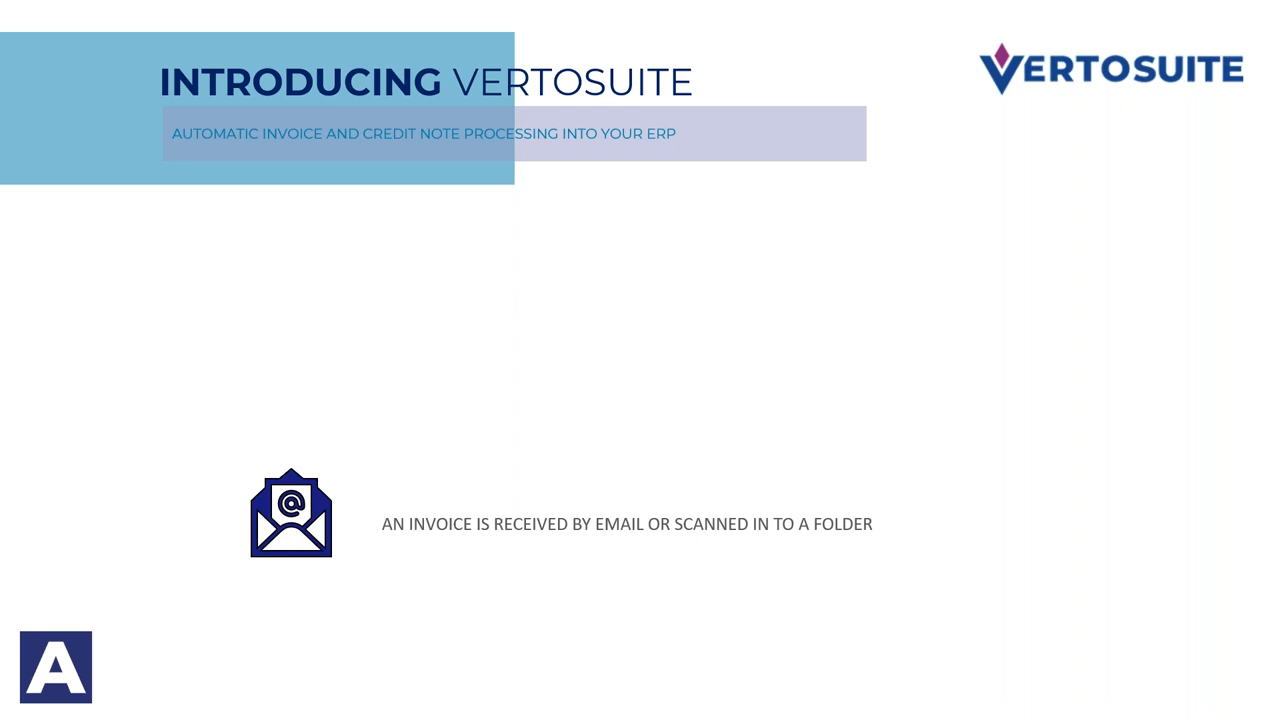 INTRODUCING VERTOSUITE
VERTOSUITE
AUTOMATIC INVOICE AND CREDIT NOTE PROCESSING INTO YOUR ERP
@
AN INVOICE IS RECEIVED BY EMAIL OR SCANNED IN TO A FOLDER
A